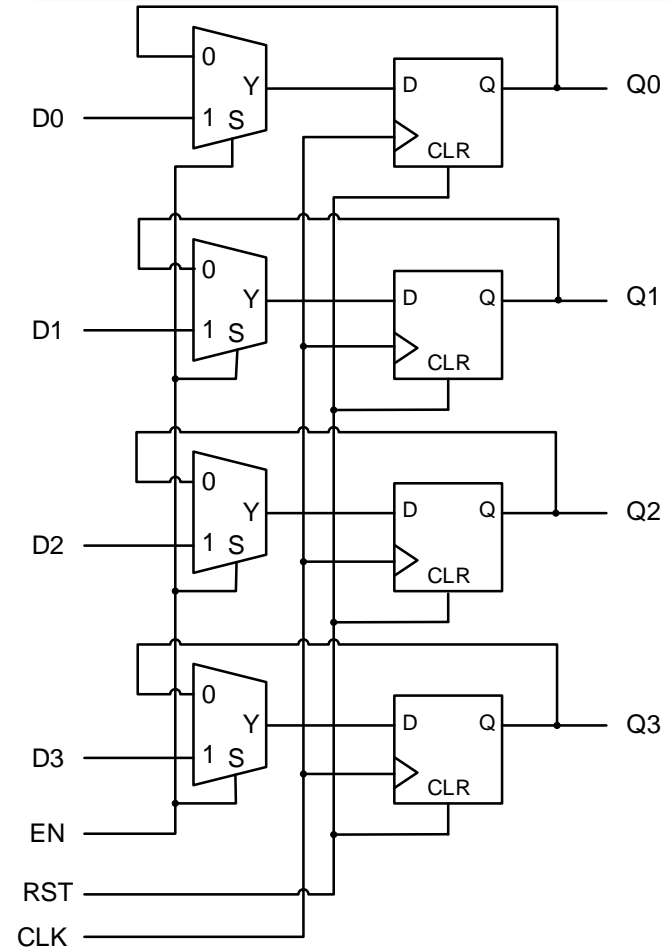 0
Y
D Q Q0
D0 1 S
CLR
0
Y D Q Q1
D1 1 S
CLR
0
Y D Q Q2
D2 1 S
CLR
0
Y D Q Q3
D3 1 S
CLR
EN
RST
CLK